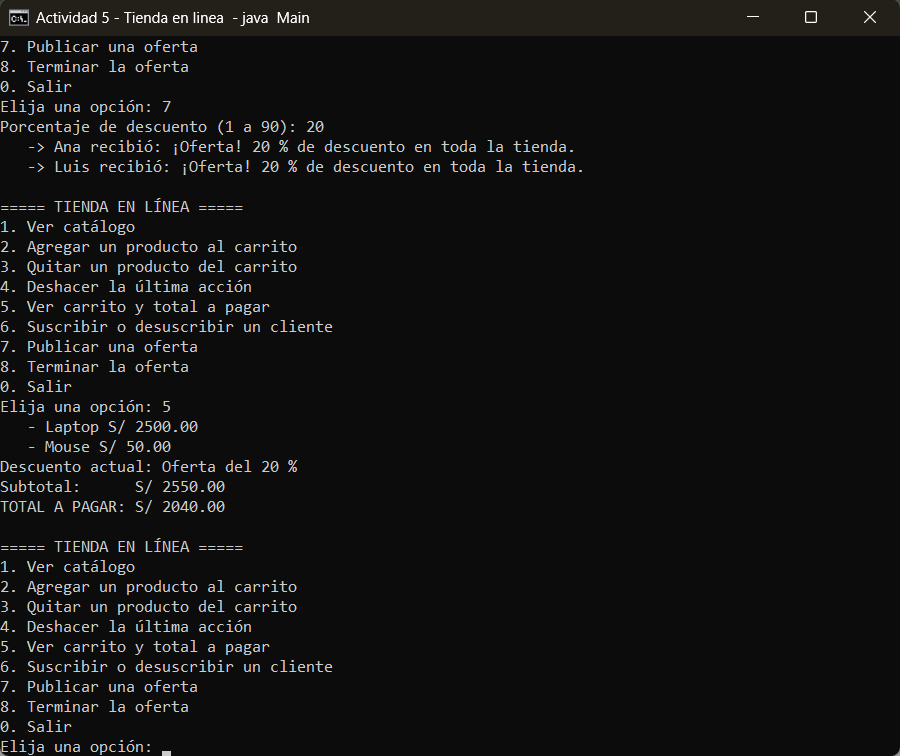 Actividad 5 - Tienda en linea  - java  Main
7. Publicar una oferta
8. Terminar la oferta
0. Salir
Elija una opción: 7
Porcentaje de descuento (1 a 90): 20
   -> Ana recibió: ¡Oferta! 20 % de descuento en toda la tienda.
   -> Luis recibió: ¡Oferta! 20 % de descuento en toda la tienda.

===== TIENDA EN LÍNEA =====
1. Ver catálogo
2. Agregar un producto al carrito
3. Quitar un producto del carrito
4. Deshacer la última acción
5. Ver carrito y total a pagar
6. Suscribir o desuscribir un cliente
7. Publicar una oferta
8. Terminar la oferta
0. Salir
Elija una opción: 5
   - Laptop S/ 2500.00
   - Mouse S/ 50.00
Descuento actual: Oferta del 20 %
Subtotal:      S/ 2550.00
TOTAL A PAGAR: S/ 2040.00

===== TIENDA EN LÍNEA =====
1. Ver catálogo
2. Agregar un producto al carrito
3. Quitar un producto del carrito
4. Deshacer la última acción
5. Ver carrito y total a pagar
6. Suscribir o desuscribir un cliente
7. Publicar una oferta
8. Terminar la oferta
0. Salir
Elija una opción: